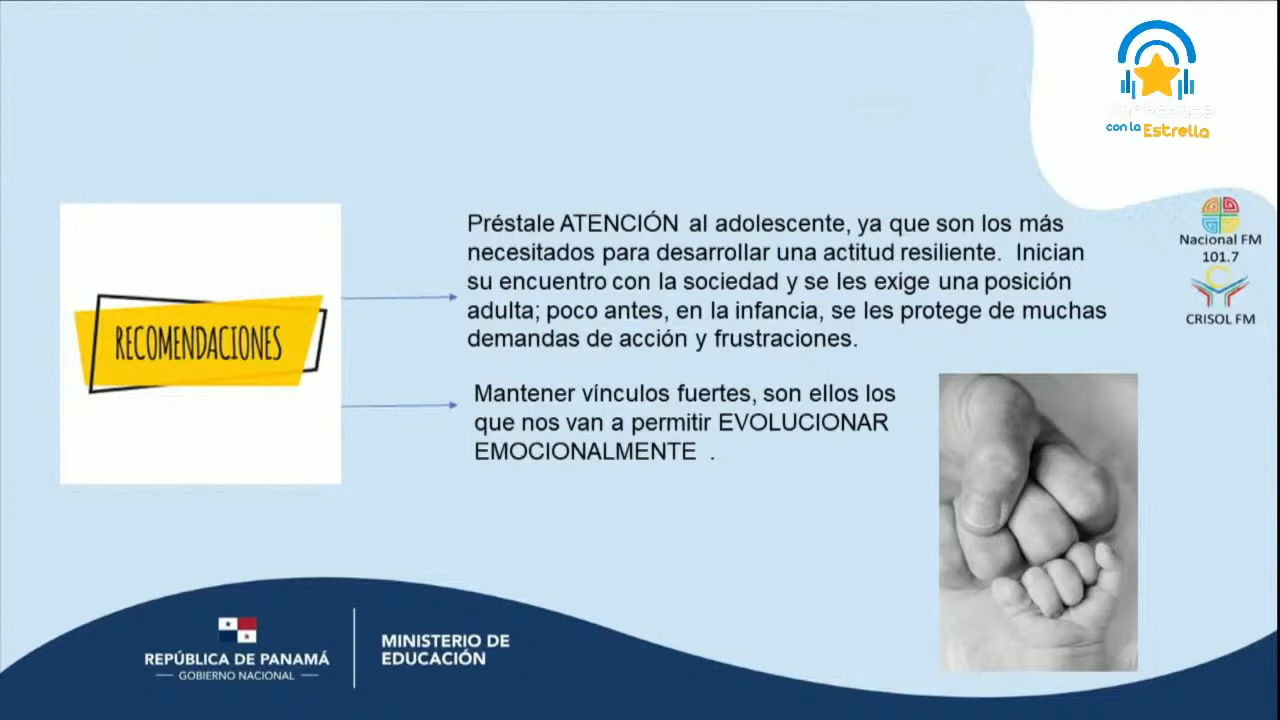 con la Estrella
Nacional FM
101.7
CRISOL FM
RECOMENDACIONES
Préstale ATENCIÓN al adolescente, ya que son los más
necesitados para desarrollar una actitud resiliente. Inician
su encuentro con la sociedad y se les exige una posición
adulta; poco antes, en la infancia, se les protege de muchas
demandas de acción y frustraciones.
Mantener vínculos fuertes, son ellos los
que nos van a permitir EVOLUCIONAR
EMOCIONALMENTE .
REPÚBLICA DE PANAMÁ
GOBIERNO NACIONAL
MINISTERIO DE
EDUCACIÓN